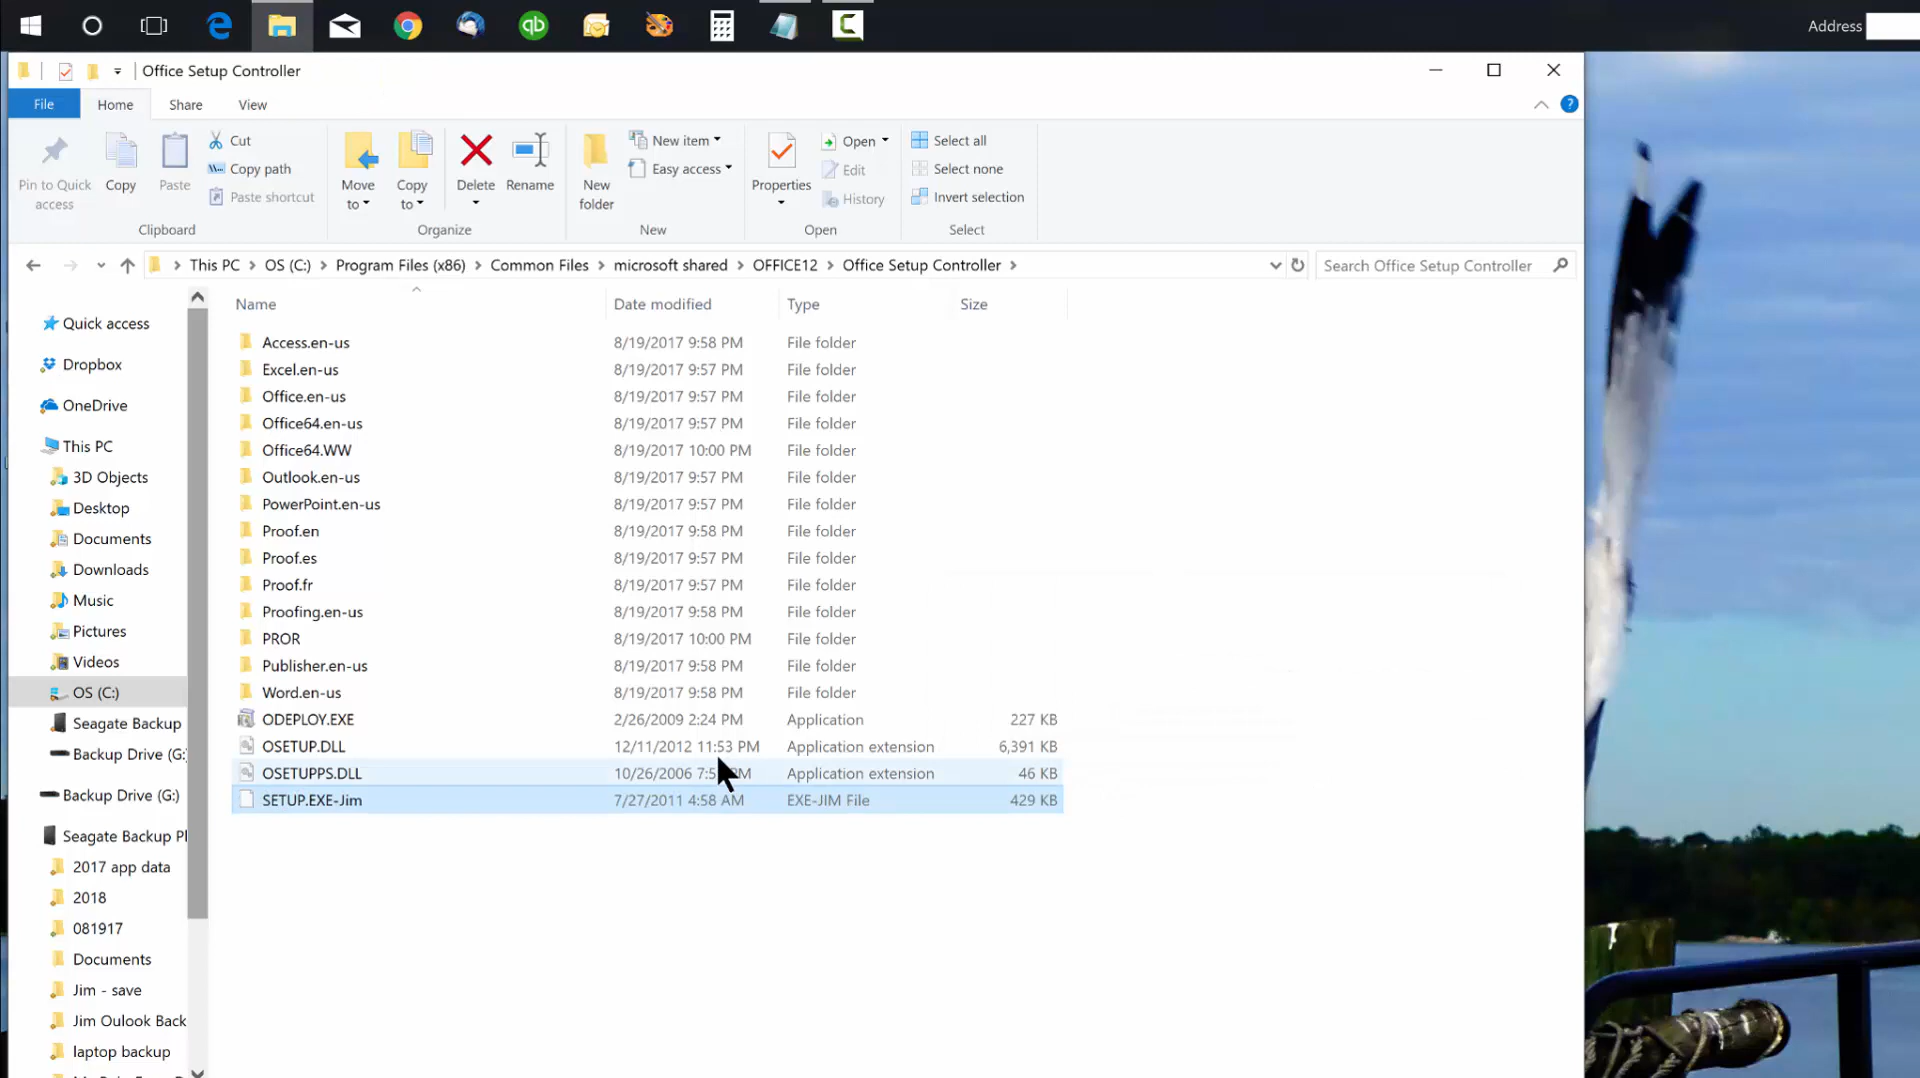 Address
Office Setup Controller
File Home Share View
Pin to Quick access
Copy
Paste
Cut
Copy path
Paste shortcut
Clipboard
Move to
Copy to
Delete
Rename
Organize
New folder
New item
Easy access
New
Properties
Open
Edit
History
Open
Select all
Select none
Invert selection
Select
This PC > OS (C:) > Program Files (x86) > Common Files > microsoft shared > OFFICE12 > Office Setup Controller >
Search Office Setup Controller
Quick access
Dropbox
OneDrive
This PC
3D Objects
Desktop
Documents
Downloads
Music
Pictures
Videos
OS (C:)
Seagate Backup
Backup Drive (G:
Backup Drive (G:)
Seagate Backup Pl
2017 app data
2018
081917
Documents
Jim - save
Jim Oulook Back
laptop backup
Name Date modified Type Size
Access.en-us 8/19/2017 9:58 PM File folder
Excel.en-us 8/19/2017 9:57 PM File folder
Office.en-us 8/19/2017 9:57 PM File folder
Office64.en-us 8/19/2017 9:57 PM File folder
Office64.WW 8/19/2017 10:00 PM File folder
Outlook.en-us 8/19/2017 9:57 PM File folder
PowerPoint.en-us 8/19/2017 9:57 PM File folder
Proof.en 8/19/2017 9:58 PM File folder
Proof.es 8/19/2017 9:57 PM File folder
Proof.fr 8/19/2017 9:57 PM File folder
Proofing.en-us 8/19/2017 9:58 PM File folder
PROR 8/19/2017 10:00 PM File folder
Publisher.en-us 8/19/2017 9:58 PM File folder
Word.en-us 8/19/2017 9:58 PM File folder
ODEPLOY.EXE 2/26/2009 2:24 PM Application 227 KB
OSETUP.DLL 12/11/2012 11:53 PM Application extension 6,391 KB
OSETUPPS.DLL 10/26/2006 Application extension 46 KB
SETUP.EXE-Jim 7/27/2011 4:58 AM EXE-JIM File 429 KB